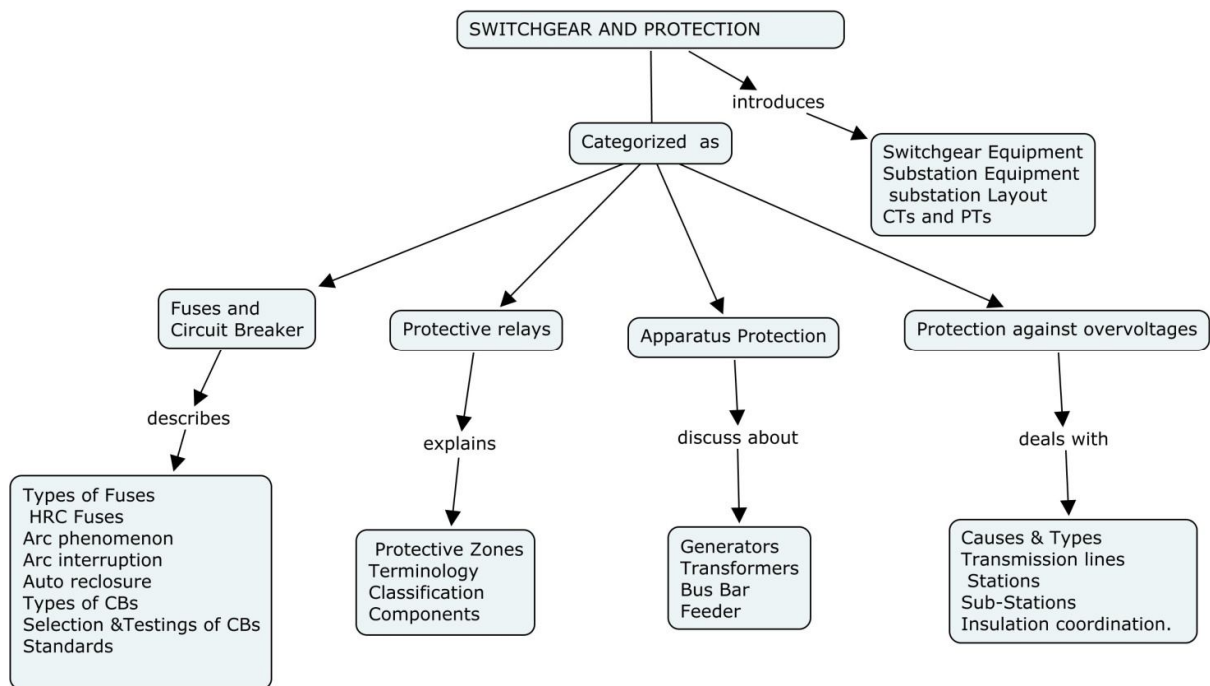 SWITCHGEAR AND PROTECTION
introduces
Categorized as
Switchgear Equipment
Substation Equipment
substation Layout
CTs and PTs
Fuses and
Circuit Breaker
Protective relays
Apparatus Protection
Protection against overvoltages
describes
explains
discuss about
deals with
Types of Fuses
HRC Fuses
Arc phenomenon
Arc interruption
Auto reclosure
Types of CBs
Selection &Testings of CBs
Standards
Protective Zones
Terminology
Classification
Components
Generators
Transformers
Bus Bar
Feeder
Causes & Types
Transmission lines
Stations
Sub-Stations
Insulation coordination.